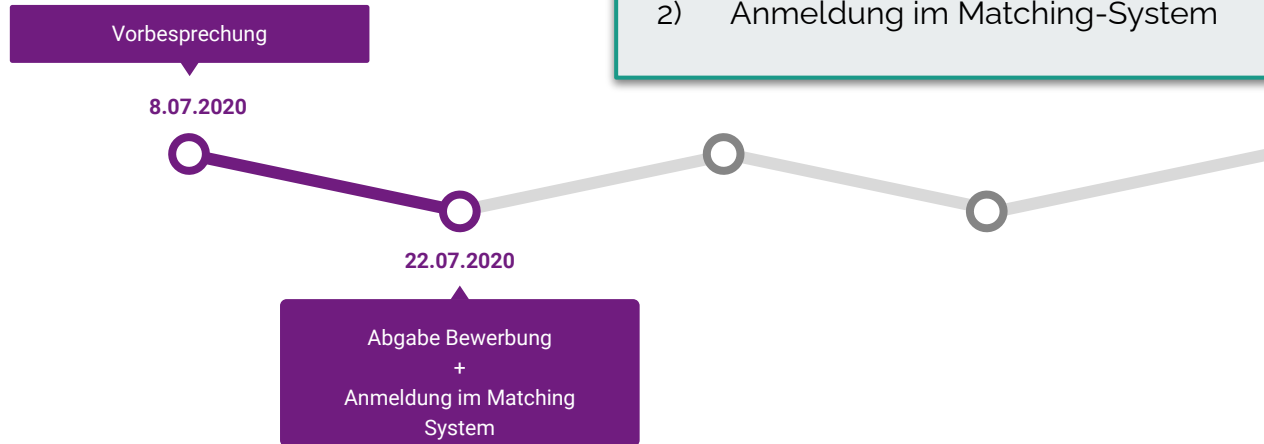 2) Anmeldung im Matching-System
Vorbesprechung
8.07.2020
22.07.2020
Abgabe Bewerbung
+
Anmeldung im Matching
System